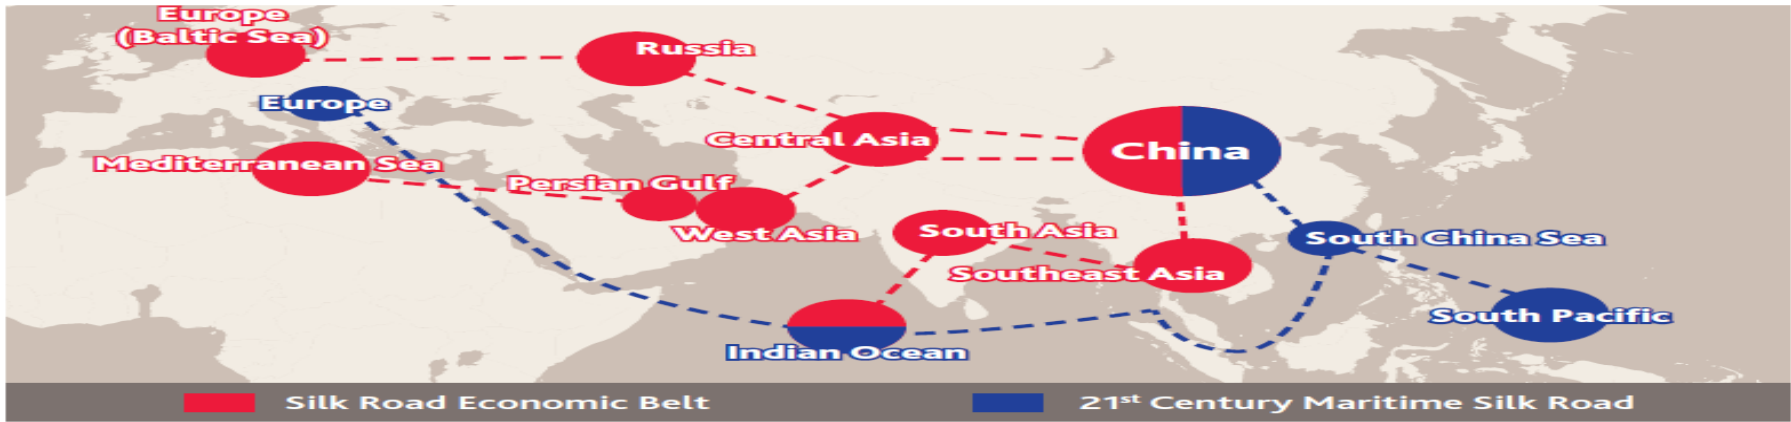 Europe
(Baltic Sea)
Russia
Europe
Central Asia
China
Mediterranean Sea
Persian Gulf
West Asia
South Asia
South China Sea
Southeast Asia
South Pacific
Indian Ocean
Silk Road Economic Belt
21st Century Maritime Silk Road